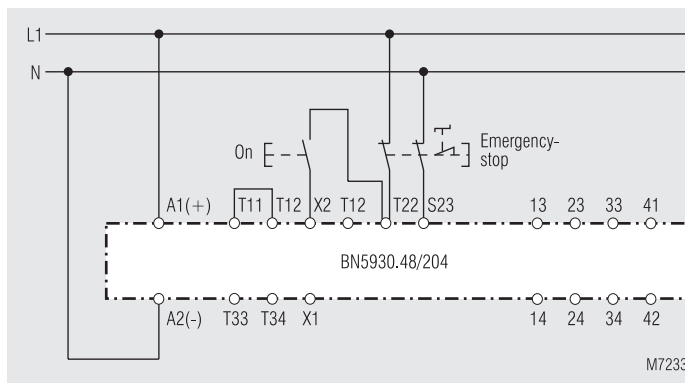 L1
N
On
Emergency-
stop
A1(+) T11 T12 X2 T12 T22 S23 13 23 33 41
BN5930.48/204
A2(-) T33 T34 X1 14 24 34 42
M7233